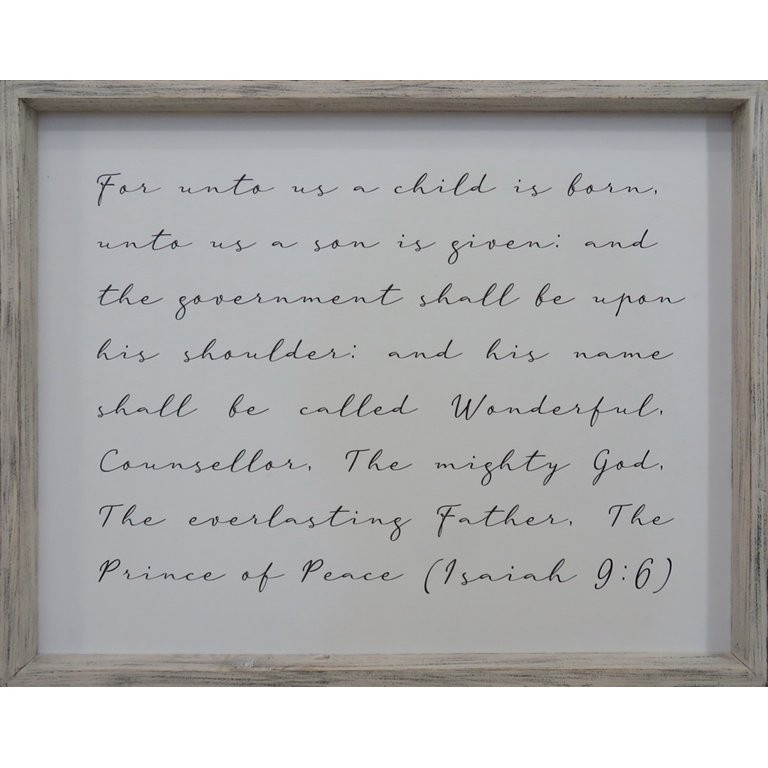 For unto us a child is born,
unto us a son is given: and
the government shall be upon
his shoulder: and his name
shall be called Wonderful,
Counsellor, The mighty God,
The everlasting Father, The
Prince of Peace (Isaiah 9:6)